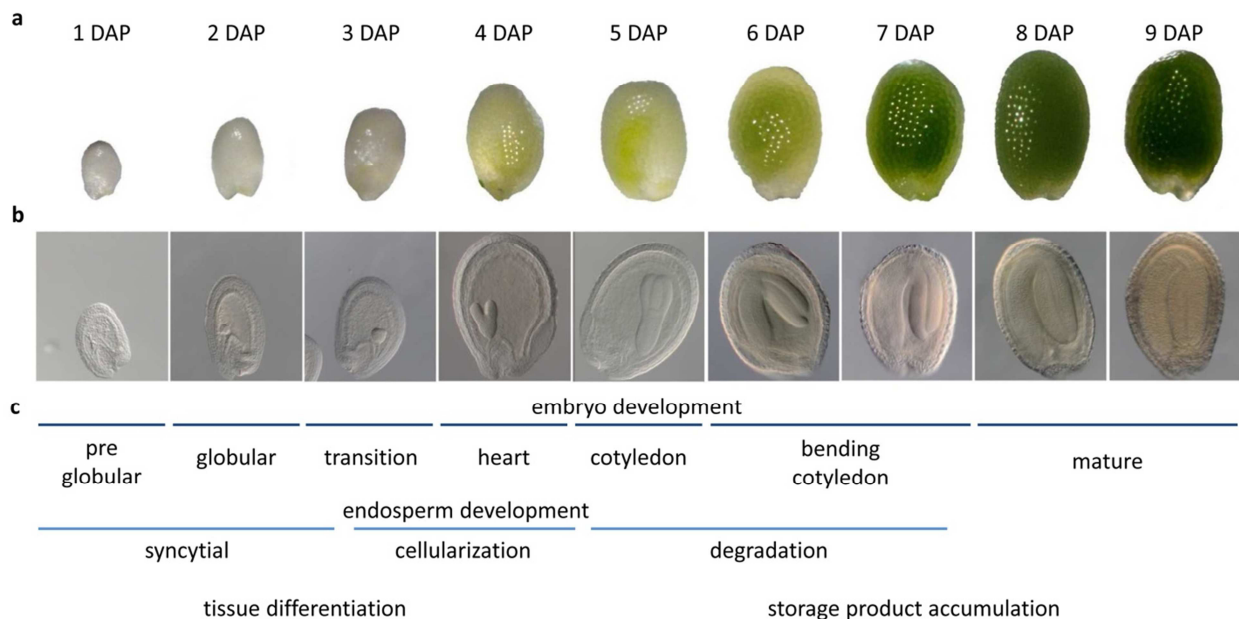 a
1 DAP 2 DAP 3 DAP 4 DAP 5 DAP 6 DAP 7 DAP 8 DAP 9 DAP
b
c
embryo development
pre globular
globular
transition
heart
cotyledon
bending cotyledon
mature
endosperm development
syncytial cellularization degradation
tissue differentiation storage product accumulation